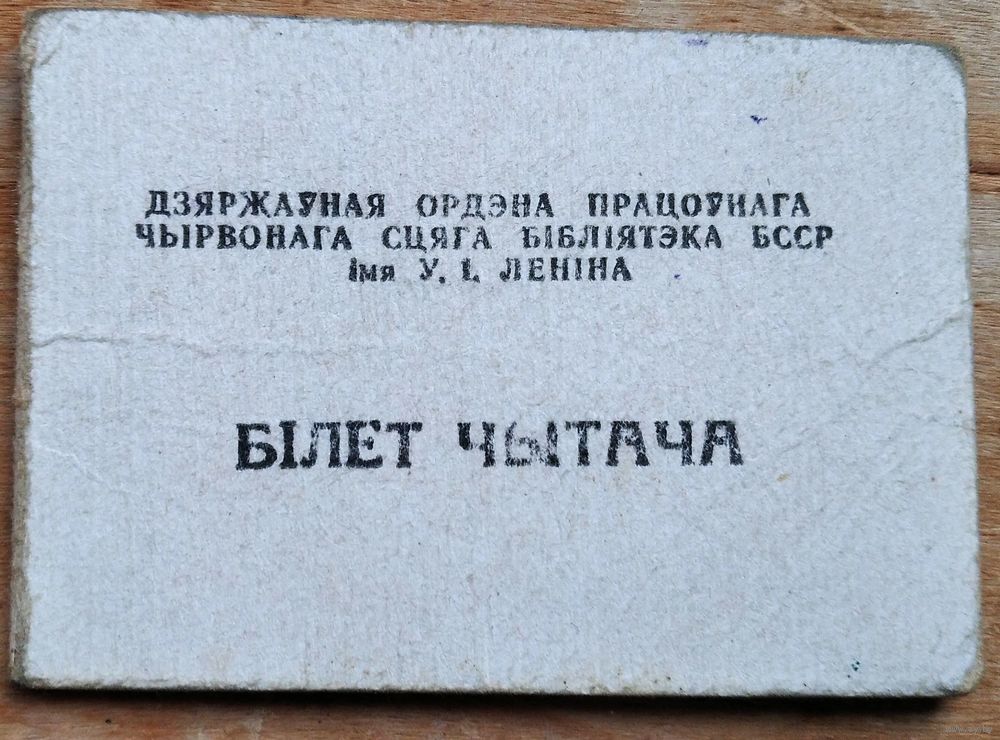 ДЗЯРЖАЎНАЯ ОРДЭНА ПРАЦОЎНАГА
ЧЫРВОНАГА СЦЯГА БІБЛІЯТЭКА БССР
імя У. І. ЛЕНІНА
БІЛЕТ ЧЫТАЧА